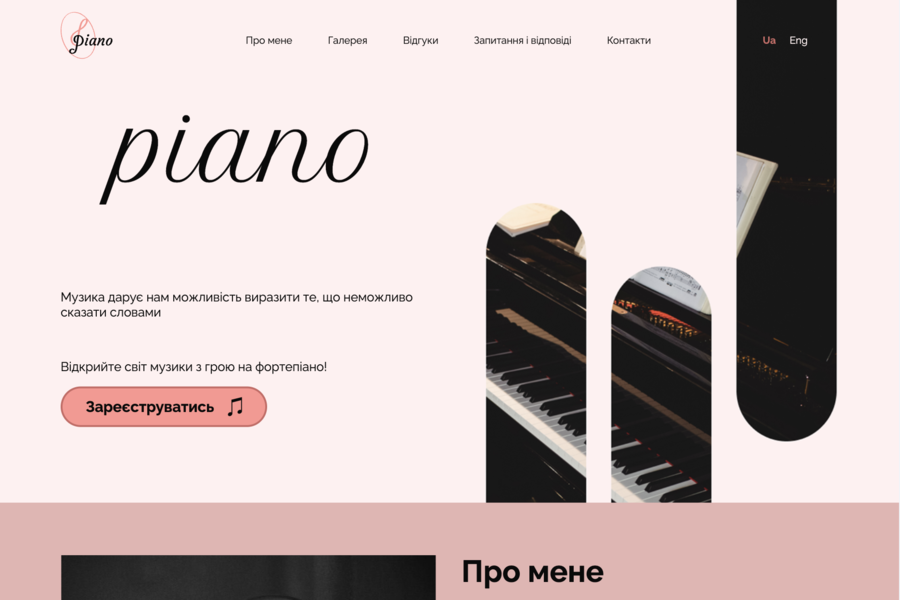 piano
Про мене
Галерея
Відгуки
Запитання і відповіді
Контакти
Ua
Eng
piano
Музика дарує нам можливість виразити те, що неможливо
сказати словами
Відкрийте світ музики з грою на фортепіано!
Зареєструватись
Про мене